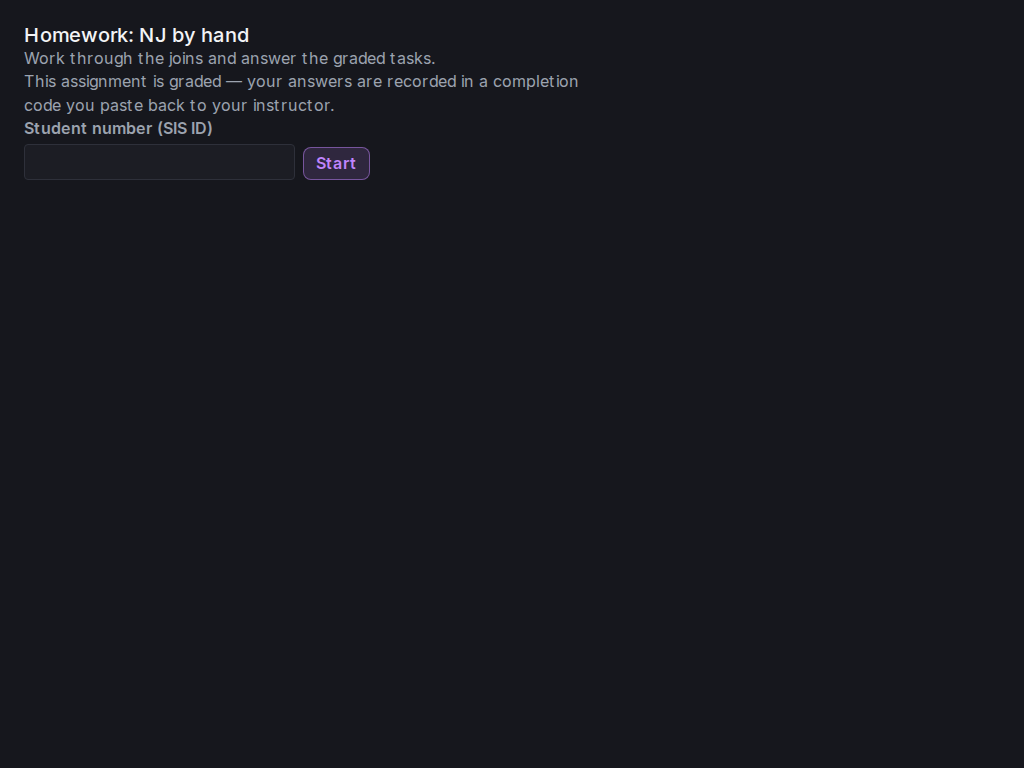 Homework: NJ by hand
Work through the joins and answer the graded tasks.
This assignment is graded — your answers are recorded in a completion
code you paste back to your instructor.
Student number (SIS ID)
Start